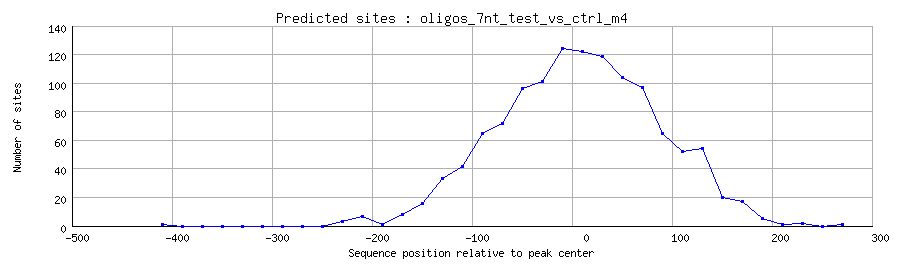 Predicted sites : oligos_7nt_test_vs_ctrl_m4
140
120
100
80
60
40
20
0
Number of sites
-500 -400 -300 -200 -100 0 100 200 300
Sequence position relative to peak center